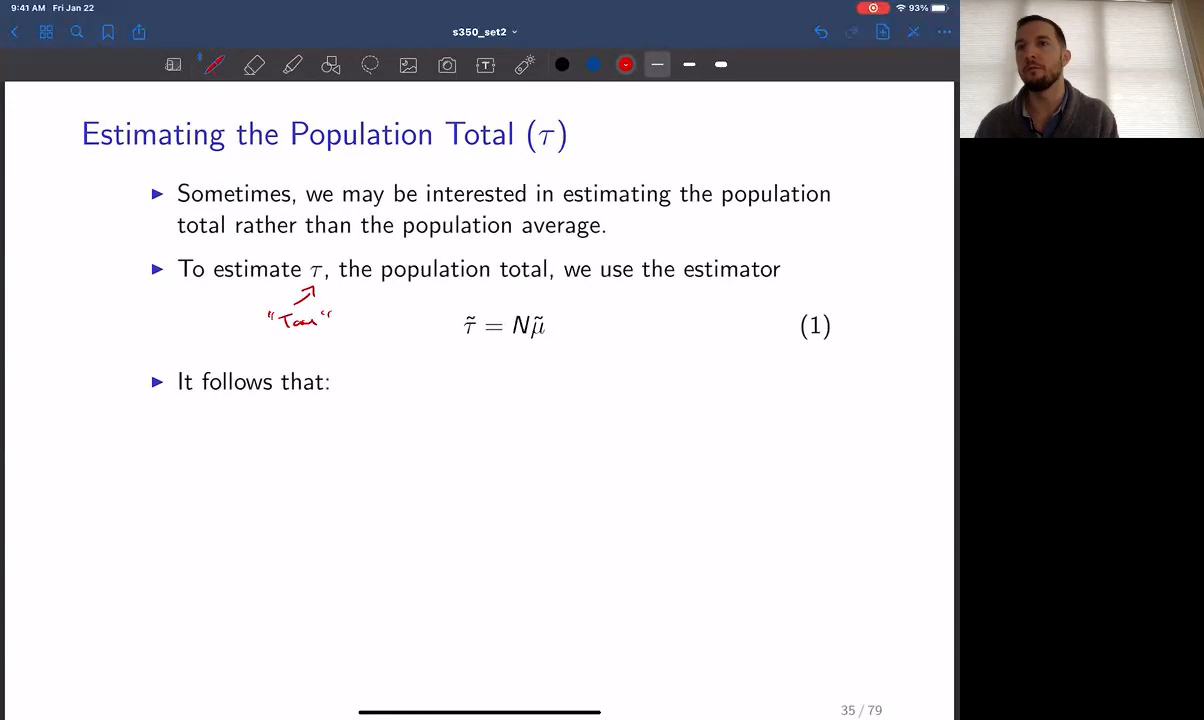 9:41 AM Fri Jan 22
93%
s350_set2
T
Estimating the Population Total (τ)
▶ Sometimes, we may be interested in estimating the population
total rather than the population average.
▶ To estimate τ, the population total, we use the estimator
"Tau"
τ̃ = Nμ̃ (1)
▶ It follows that:
35 / 79